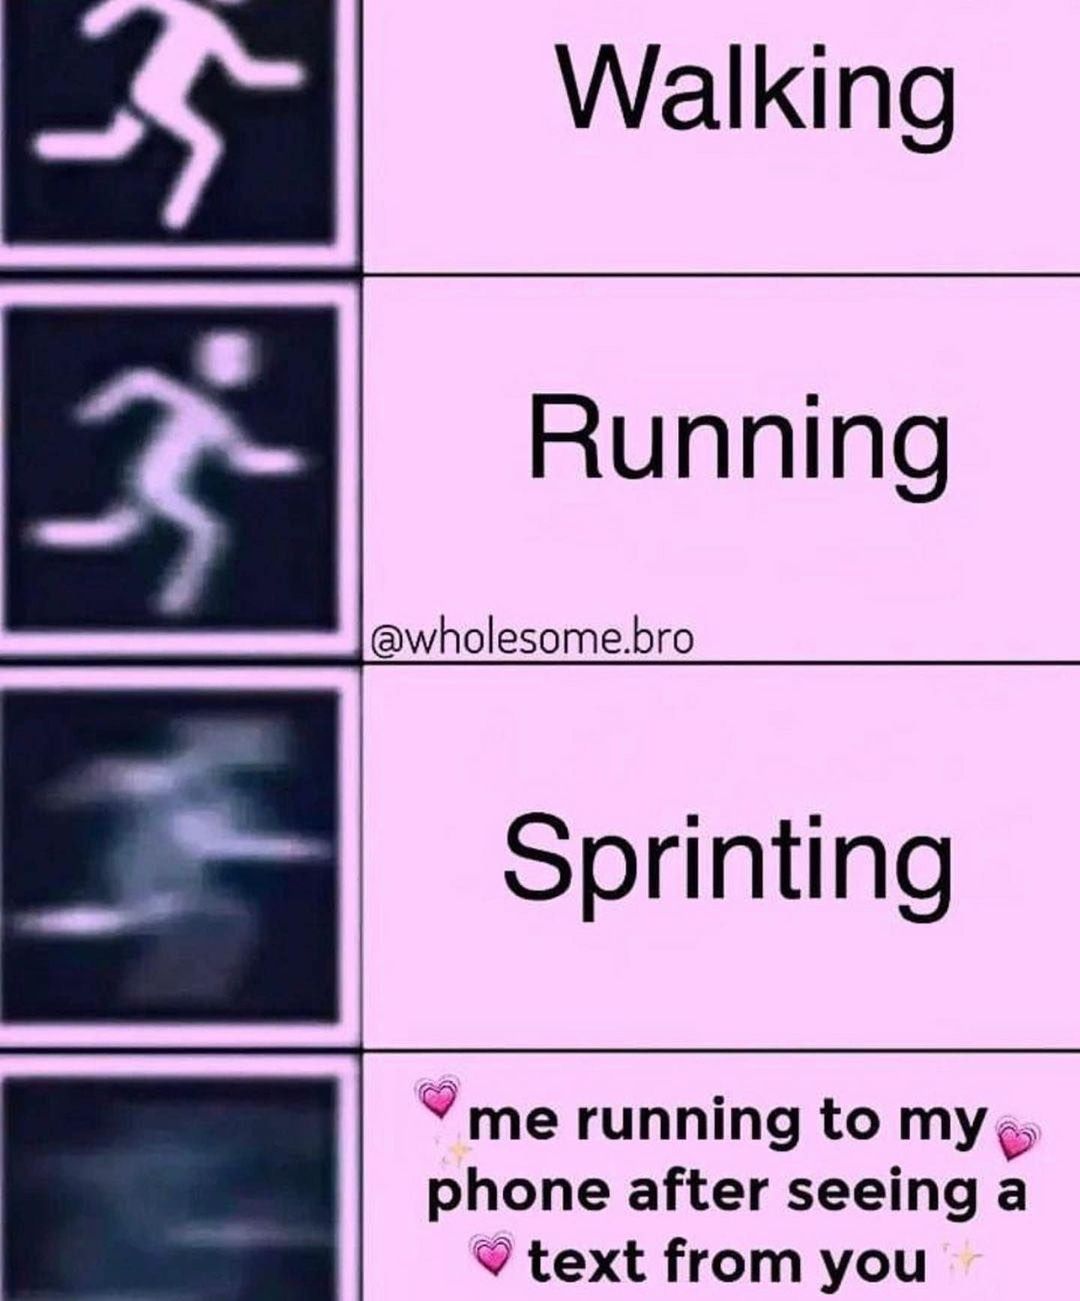 Walking
Running
@wholesome.bro
Sprinting
me running to my
phone after seeing a
text from you